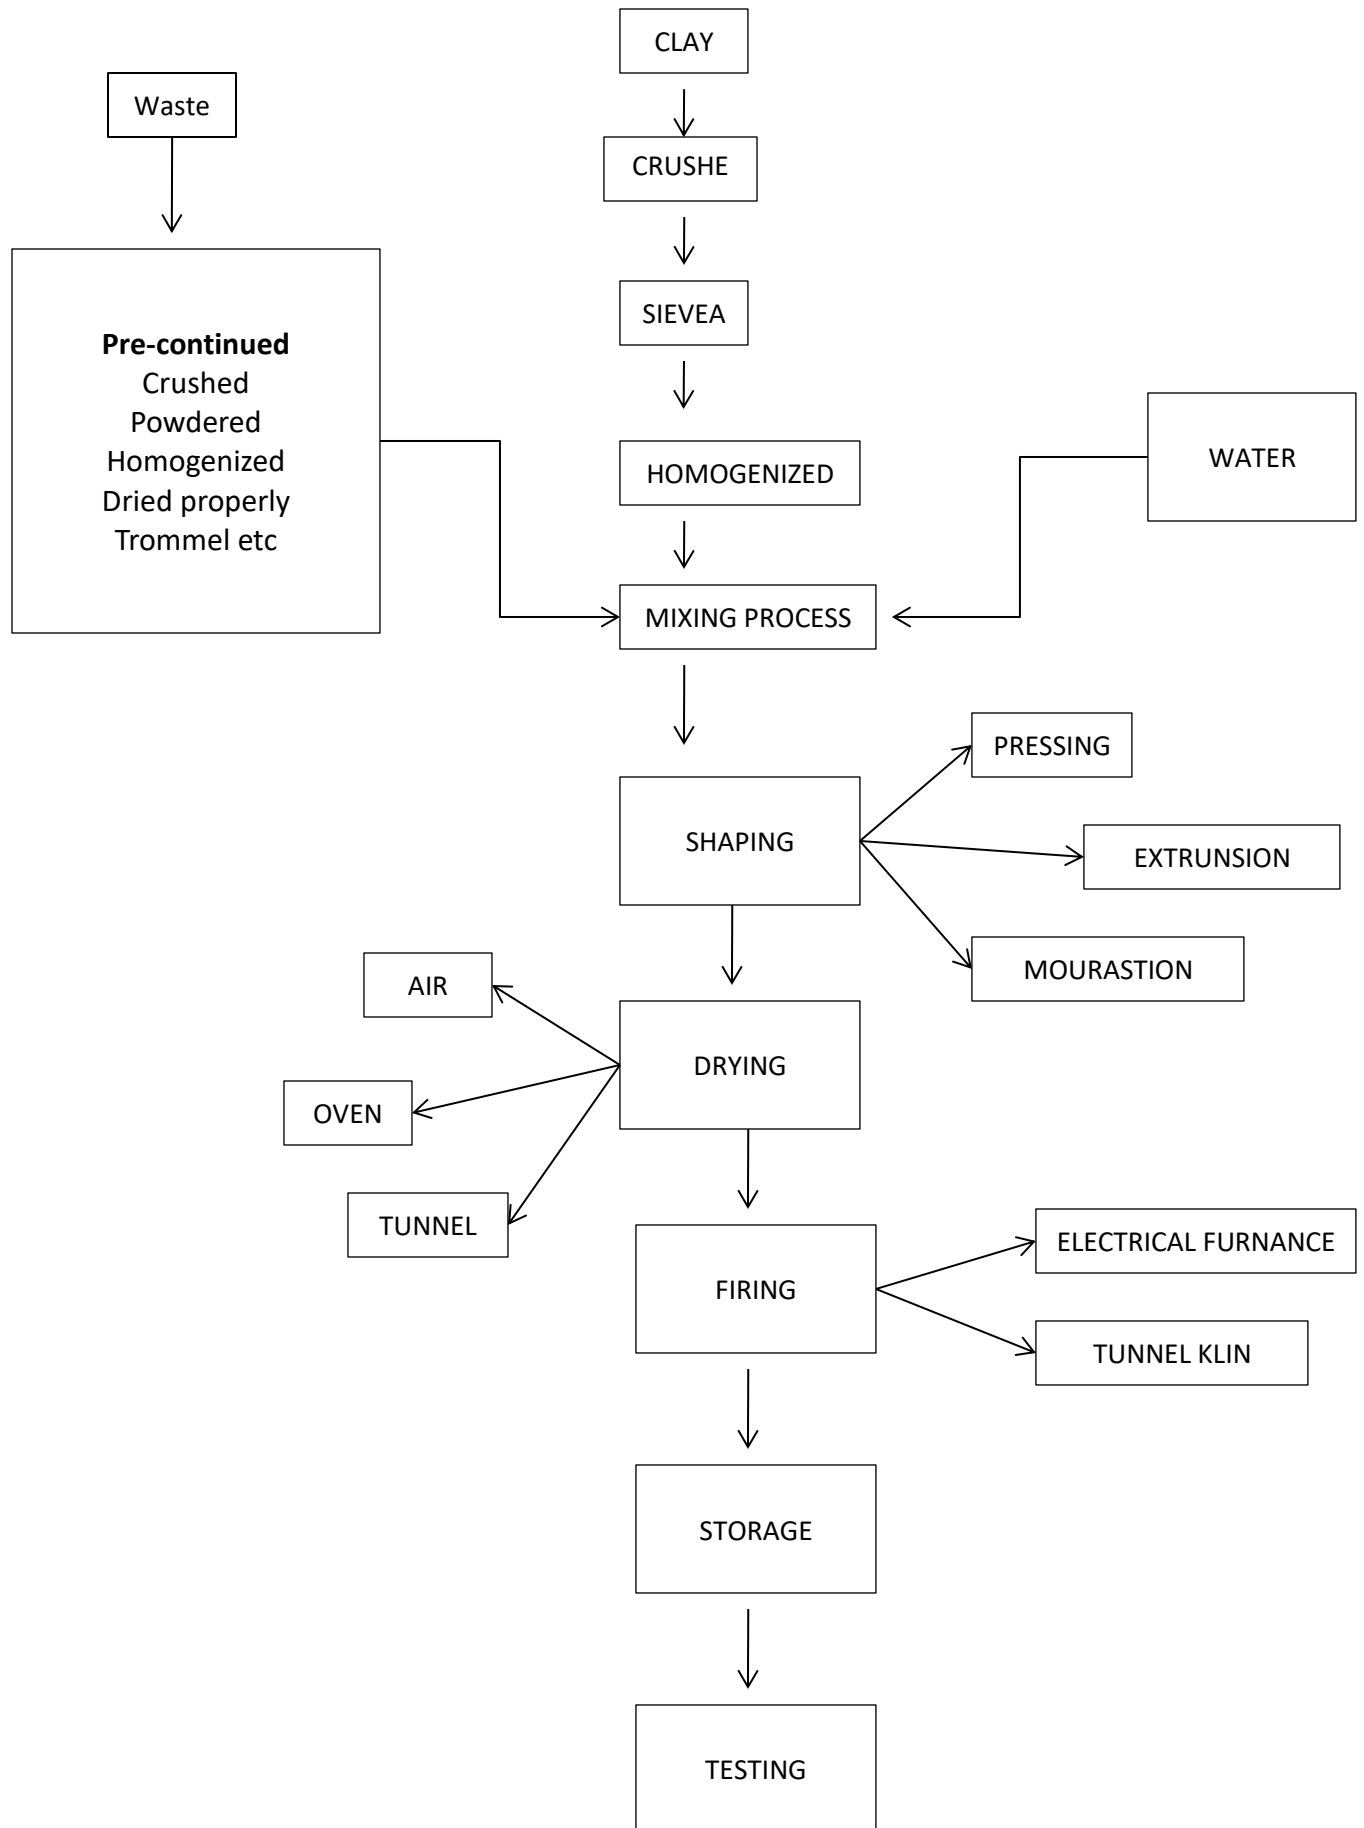 CLAY
Waste
CRUSHE
SIEVEA
Pre-continued
Crushed
Powdered
Homogenized
Dried properly
Trommel etc
HOMOGENIZED
WATER
MIXING PROCESS
PRESSING
SHAPING
EXTRUNSION
MOURASTION
AIR
DRYING
OVEN
TUNNEL
ELECTRICAL FURNANCE
FIRING
TUNNEL KLIN
STORAGE
TESTING